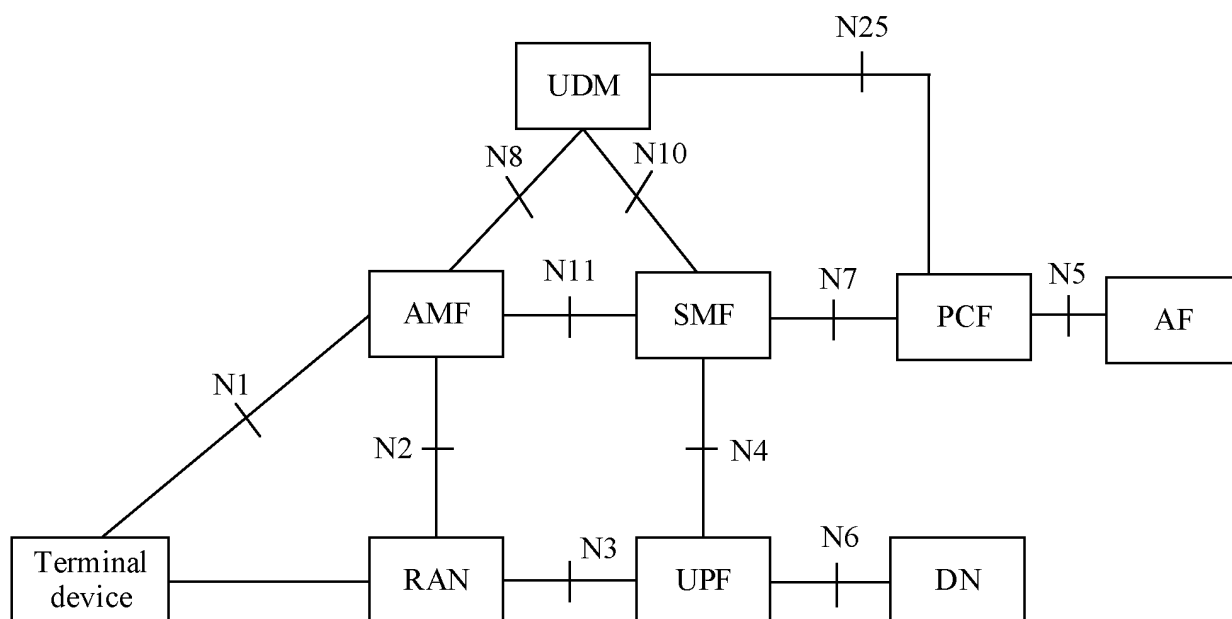 N25
UDM
N8
N10
N11
N7
N5
AMF
SMF
PCF
AF
N1
N2
N4
N3
N6
Terminal
device
RAN
UPF
DN